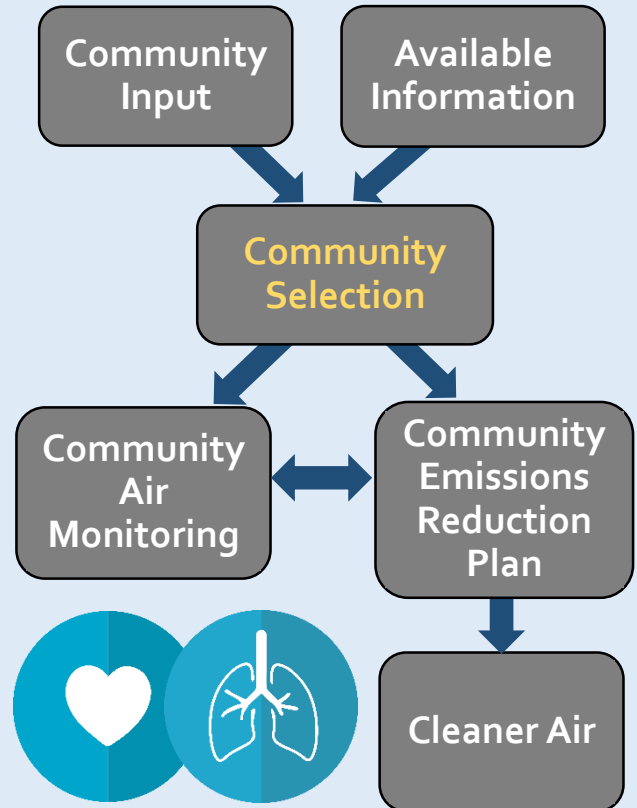 Community
Input
Available
Information
Community
Selection
Community
Air
Monitoring
Community
Emissions
Reduction
Plan
Cleaner Air